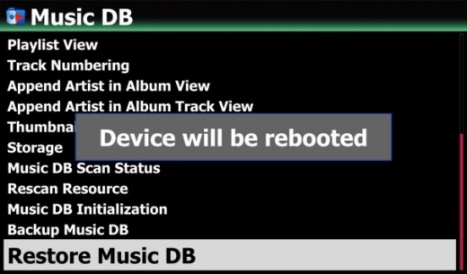 Music DB
Playlist View
Track Numbering
Append Artist in Album View
Append Artist in Album Track View
Device will be rebooted
Storage
Music DB Scan Status
Rescan Resource
Music DB Initialization
Backup Music DB
Restore Music DB